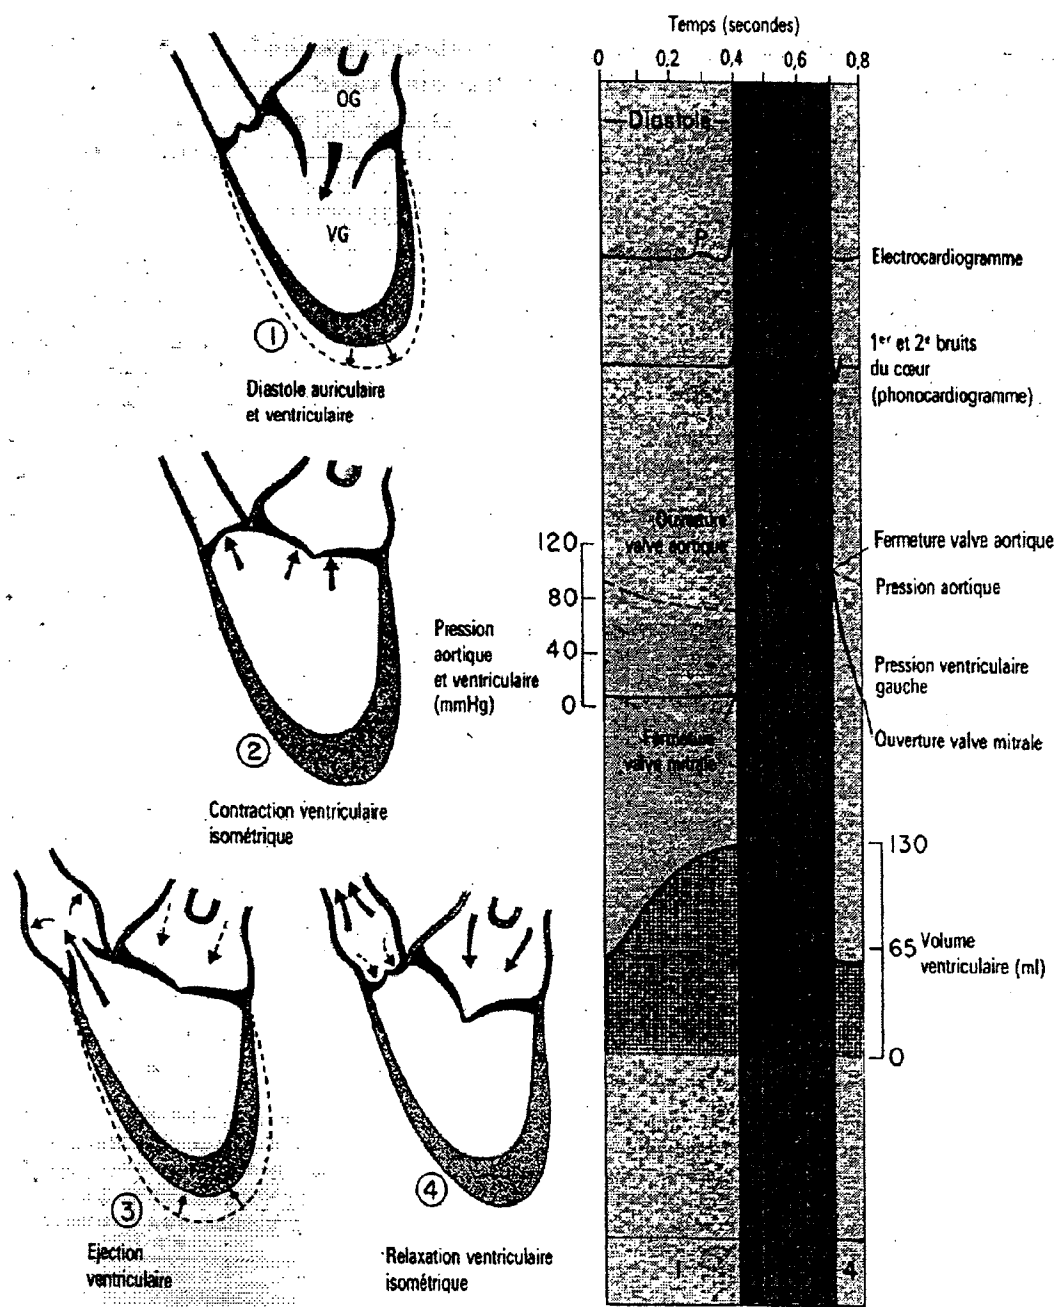 Temps (secondes)
0 0,2 0,4 0,6 0,8
Diastole
OG
VG
1
Diastole auriculaire
et ventriculaire
P
Electrocardiogramme
1er et 2e bruits
du cœur
(phonocardiogramme)
2
Contraction ventriculaire
isométrique
Pression
aortique
et ventriculaire
(mmHg)
120
80
40
0
Ouverture
valve aortique
Fermeture
valve mitrale
Fermeture valve aortique
Pression aortique
Pression ventriculaire
gauche
Ouverture valve mitrale
130
65
0
Volume
ventriculaire (ml)
3
Ejection
ventriculaire
4
Relaxation ventriculaire
isométrique
1
4